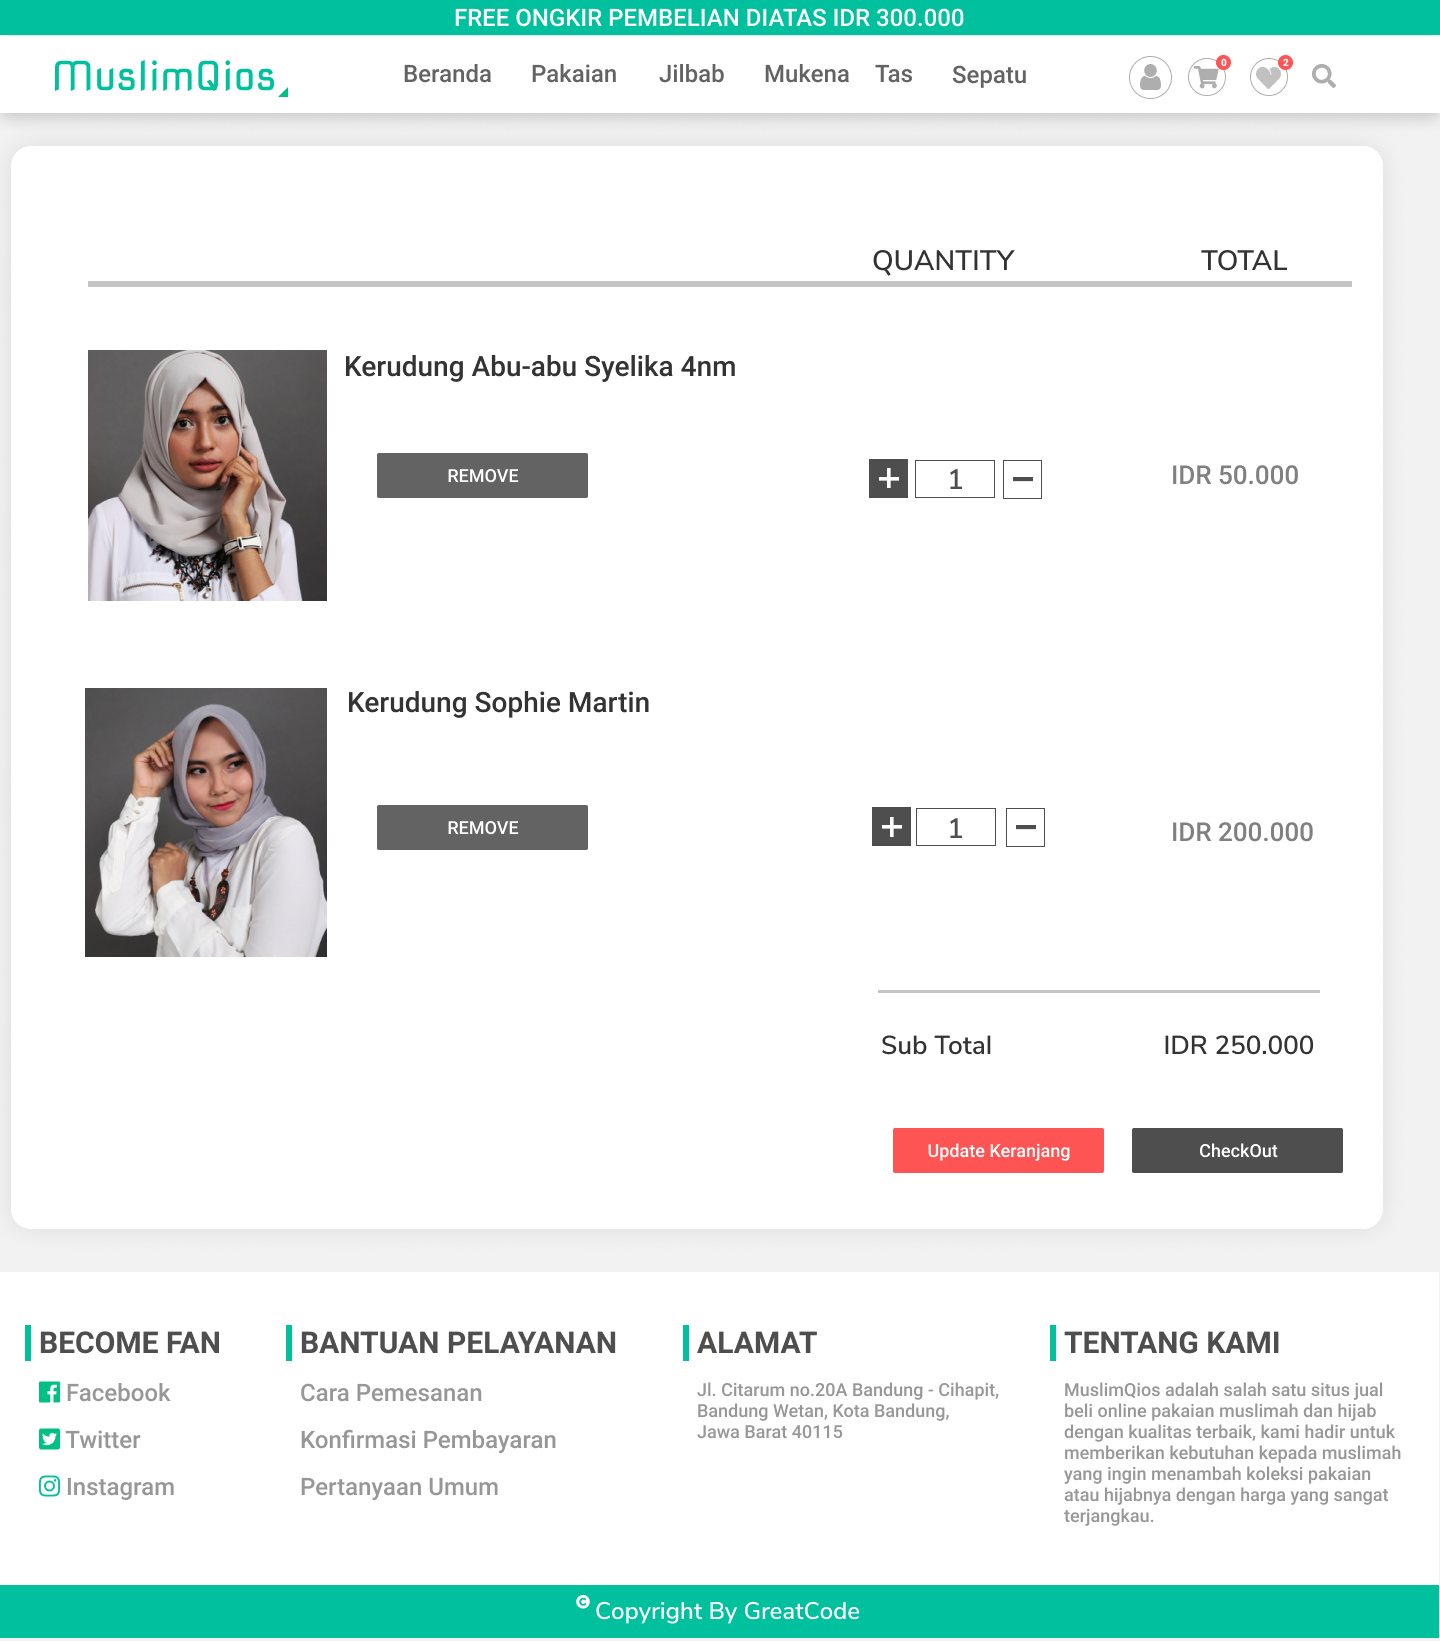 FREE ONGKIR PEMBELIAN DIATAS IDR 300.000
MuslimQios
Beranda Pakaian Jilbab Mukena Tas Sepatu
0 2
QUANTITY TOTAL
Kerudung Abu-abu Syelika 4nm
REMOVE
1
IDR 50.000
Kerudung Sophie Martin
REMOVE
1
IDR 200.000
Sub Total IDR 250.000
Update Keranjang CheckOut
BECOME FAN
Facebook
Twitter
Instagram
BANTUAN PELAYANAN
Cara Pemesanan
Konfirmasi Pembayaran
Pertanyaan Umum
ALAMAT
Jl. Citarum no.20A Bandung - Cihapit,
Bandung Wetan, Kota Bandung,
Jawa Barat 40115
TENTANG KAMI
MuslimQios adalah salah satu situs jual
beli online pakaian muslimah dan hijab
dengan kualitas terbaik, kami hadir untuk
memberikan kebutuhan kepada muslimah
yang ingin menambah koleksi pakaian
atau hijabnya dengan harga yang sangat
terjangkau.
© Copyright By GreatCode